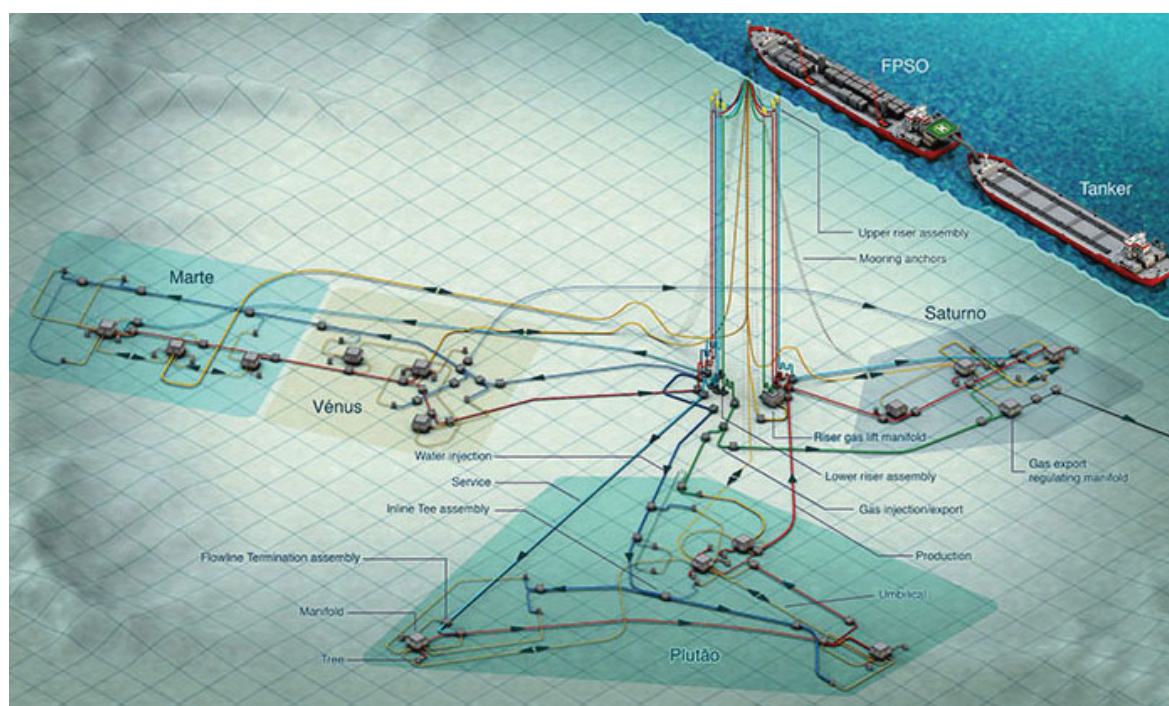 FPSO
Tanker
Upper riser assembly
Mooring anchors
Marte
Saturno
Vénus
Riser gas lift manifold
Water injection
Lower riser assembly
Gas export
regulating manifold
Service
Inline Tee assembly
Gas injection/export
Flowline Termination assembly
Production
Umbilical
Manifold
Tree
Plutão